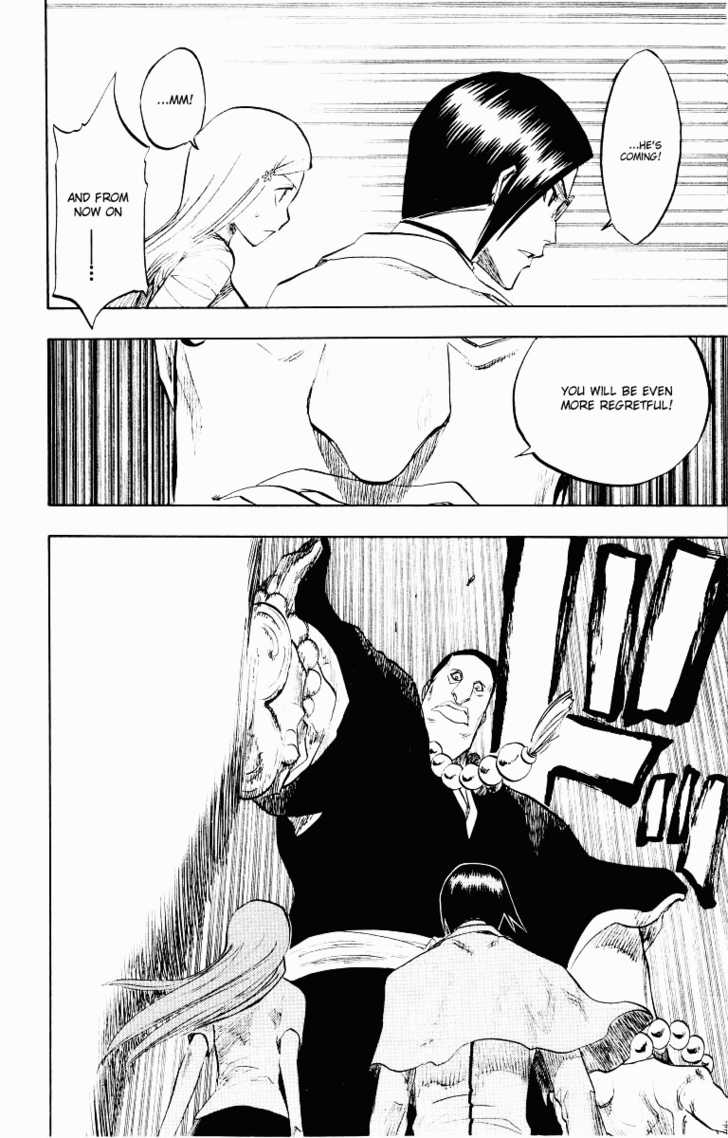 ...HE'S
COMING!
...MM!
AND FROM
NOW ON
—....
YOU WILL BE EVEN
MORE REGRETFUL!